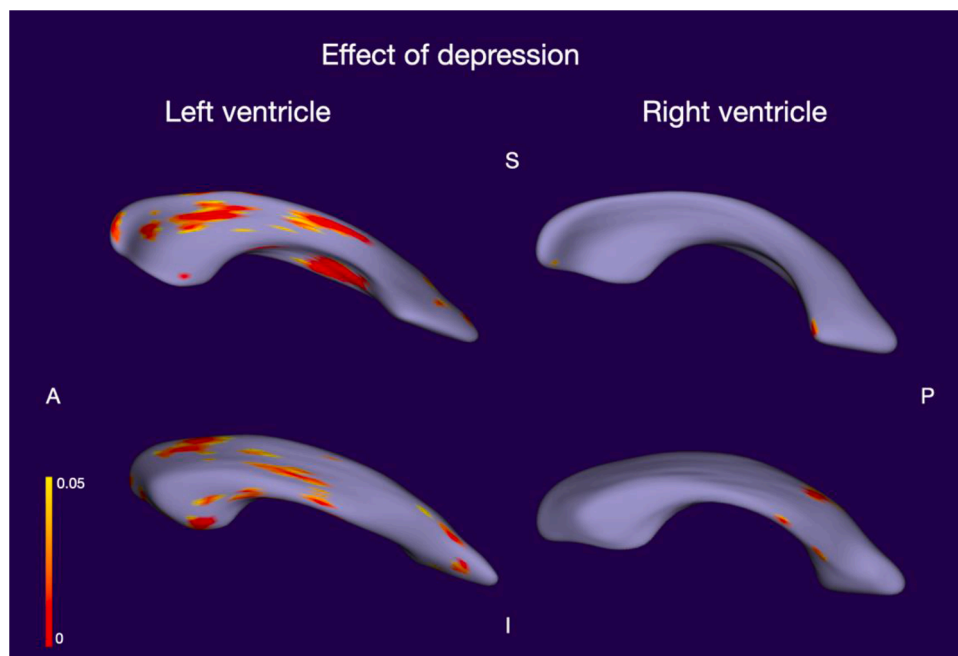 Effect of depression
Left ventricle
Right ventricle
S
A
P
0.05
0
I